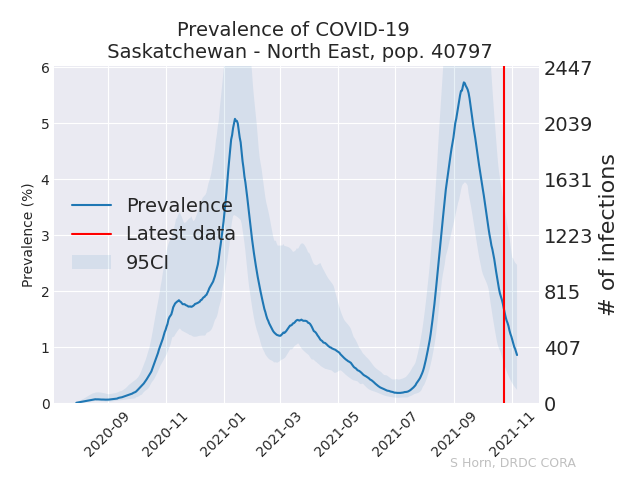 Prevalence of COVID-19
Saskatchewan - North East, pop. 40797
6
5
4
3
2
1
0
Prevalence (%)
2447
2039
1631
1223
815
407
0
# of infections
Prevalence
Latest data
95CI
2020-09
2020-11
2021-01
2021-03
2021-05
2021-07
2021-09
2021-11
S Horn, DRDC CORA